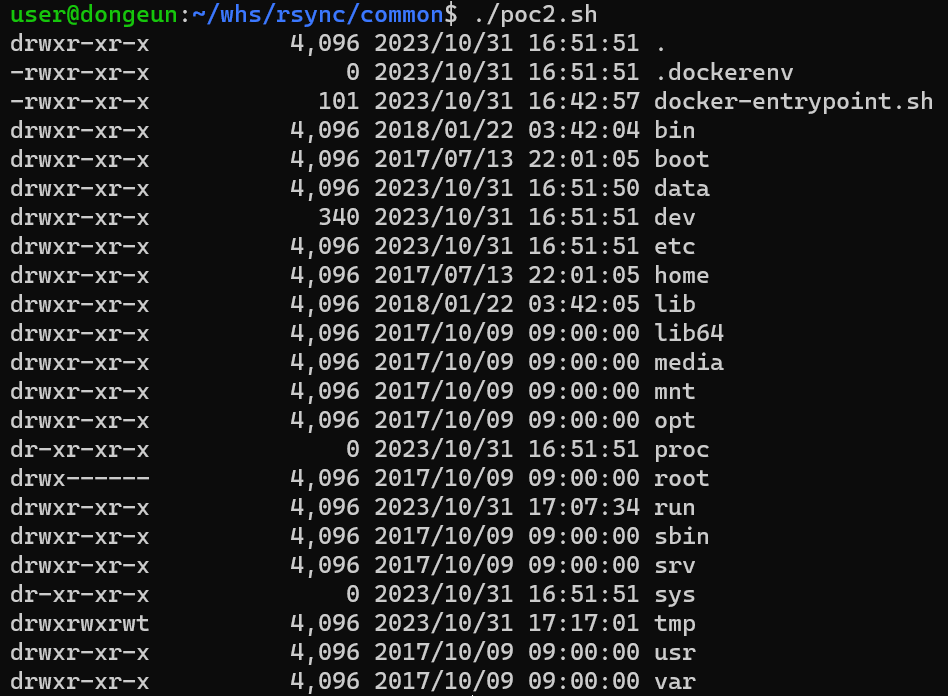 user@dongeun:~/whs/rsync/common$ ./poc2.sh
drwxr-xr-x          4,096 2023/10/31 16:51:51 .
-rwxr-xr-x              0 2023/10/31 16:51:51 .dockerenv
-rwxr-xr-x            101 2023/10/31 16:42:57 docker-entrypoint.sh
drwxr-xr-x          4,096 2018/01/22 03:42:04 bin
drwxr-xr-x          4,096 2017/07/13 22:01:05 boot
drwxr-xr-x          4,096 2023/10/31 16:51:50 data
drwxr-xr-x            340 2023/10/31 16:51:51 dev
drwxr-xr-x          4,096 2023/10/31 16:51:51 etc
drwxr-xr-x          4,096 2017/07/13 22:01:05 home
drwxr-xr-x          4,096 2018/01/22 03:42:05 lib
drwxr-xr-x          4,096 2017/10/09 09:00:00 lib64
drwxr-xr-x          4,096 2017/10/09 09:00:00 media
drwxr-xr-x          4,096 2017/10/09 09:00:00 mnt
drwxr-xr-x          4,096 2017/10/09 09:00:00 opt
dr-xr-xr-x              0 2023/10/31 16:51:51 proc
drwx------          4,096 2017/10/09 09:00:00 root
drwxr-xr-x          4,096 2023/10/31 17:07:34 run
drwxr-xr-x          4,096 2017/10/09 09:00:00 sbin
drwxr-xr-x          4,096 2017/10/09 09:00:00 srv
dr-xr-xr-x              0 2023/10/31 16:51:51 sys
drwxrwxrwt          4,096 2023/10/31 17:17:01 tmp
drwxr-xr-x          4,096 2017/10/09 09:00:00 usr
drwxr-xr-x          4,096 2017/10/09 09:00:00 var